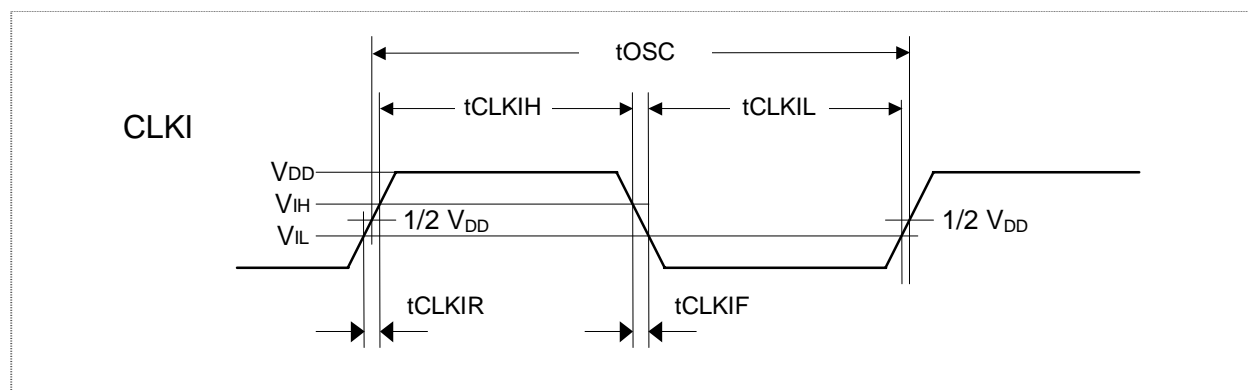 tOSC
tCLKIH
tCLKIL
CLKI
VDD
VIH
1/2 VDD
1/2 VDD
VIL
tCLKIR
tCLKIF